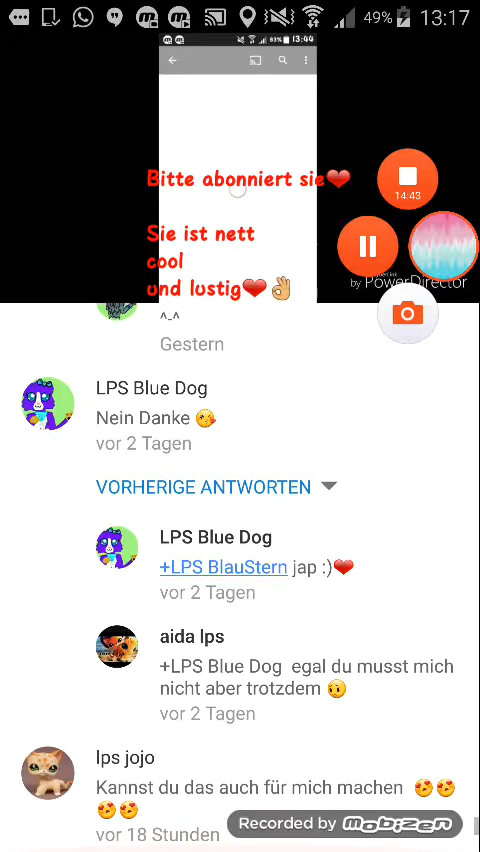 49% 13:17
83% 13:44
Bitte abonniert sie❤
14:43
Sie ist nett
cool
und lustig❤👌
by PowerDirector
^-^
Gestern
LPS Blue Dog
Nein Danke 😘
vor 2 Tagen
VORHERIGE ANTWORTEN
LPS Blue Dog
+LPS BlauStern jap :)❤
vor 2 Tagen
aida lps
+LPS Blue Dog egal du musst mich
nicht aber trotzdem 😔
vor 2 Tagen
lps jojo
Kannst du das auch für mich machen 😍😍
😍😍
vor 18 Stunden
Recorded by mobizen